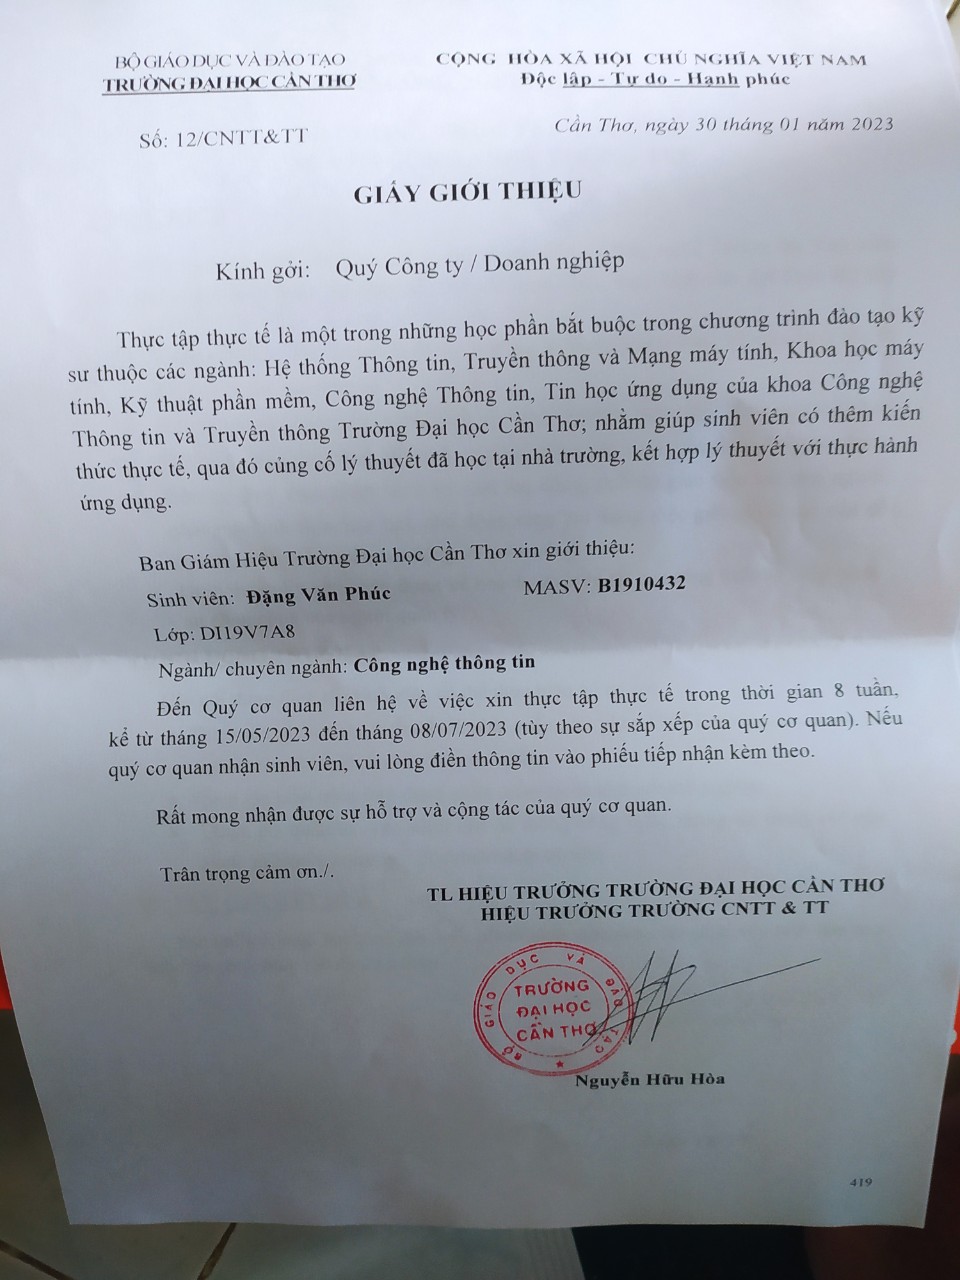 BỘ GIÁO DỤC VÀ ĐÀO TẠO
TRƯỜNG ĐẠI HỌC CẦN THƠ
CỘNG HÒA XÃ HỘI CHỦ NGHĨA VIỆT NAM
Độc lập - Tự do - Hạnh phúc
Số: 12/CNTT&TT
Cần Thơ, ngày 30 tháng 01 năm 2023
GIẤY GIỚI THIỆU
Kính gởi: Quý Công ty / Doanh nghiệp
Thực tập thực tế là một trong những học phần bắt buộc trong chương trình đào tạo kỹ
sư thuộc các ngành: Hệ thống Thông tin, Truyền thông và Mạng máy tính, Khoa học máy
tính, Kỹ thuật phần mềm, Công nghệ Thông tin, Tin học ứng dụng của khoa Công nghệ
Thông tin và Truyền thông Trường Đại học Cần Thơ; nhằm giúp sinh viên có thêm kiến
thức thực tế, qua đó củng cố lý thuyết đã học tại nhà trường, kết hợp lý thuyết với thực hành
ứng dụng.
Ban Giám Hiệu Trường Đại học Cần Thơ xin giới thiệu:
Sinh viên: Đặng Văn Phúc MASV: B1910432
Lớp: DI19V7A8
Ngành/ chuyên ngành: Công nghệ thông tin
Đến Quý cơ quan liên hệ về việc xin thực tập thực tế trong thời gian 8 tuần,
kể từ tháng 15/05/2023 đến tháng 08/07/2023 (tùy theo sự sắp xếp của quý cơ quan). Nếu
quý cơ quan nhận sinh viên, vui lòng điền thông tin vào phiếu tiếp nhận kèm theo.
Rất mong nhận được sự hỗ trợ và cộng tác của quý cơ quan.
Trân trọng cảm ơn./.
TL HIỆU TRƯỞNG TRƯỜNG ĐẠI HỌC CẦN THƠ
HIỆU TRƯỞNG TRƯỜNG CNTT & TT
BỘ GIÁO DỤC VÀ ĐÀO TẠO
TRƯỜNG
ĐẠI HỌC
CẦN THƠ
Nguyễn Hữu Hòa
419